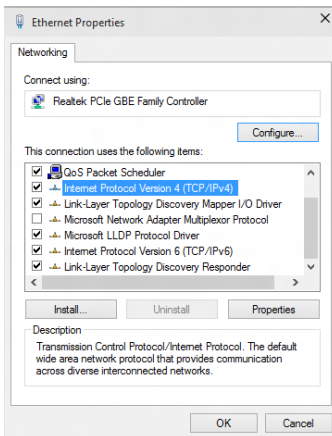 Ethernet Properties
Networking
Connect using:
Realtek PCIe GBE Family Controller
Configure...
This connection uses the following items:
QoS Packet Scheduler
Internet Protocol Version 4 (TCP/IPv4)
Link-Layer Topology Discovery Mapper I/O Driver
Microsoft Network Adapter Multiplexor Protocol
Microsoft LLDP Protocol Driver
Internet Protocol Version 6 (TCP/IPv6)
Link-Layer Topology Discovery Responder
Install... Uninstall Properties
Description
Transmission Control Protocol/Internet Protocol. The default
wide area network protocol that provides communication
across diverse interconnected networks.
OK Cancel